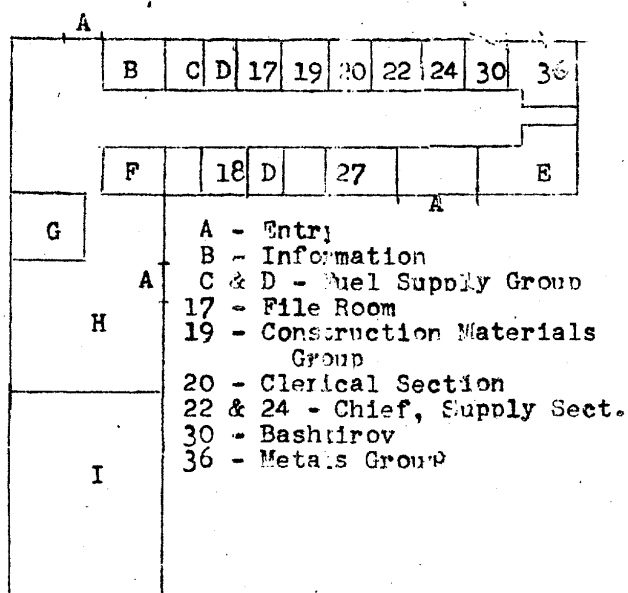 A
B C D 17 19 20 22 24 30 36
F 18 D 27 E
A
G
A
H
I
A - Entry
B - Information
C & D - Fuel Supply Group
17 - File Room
19 - Construction Materials
Group
20 - Clerical Section
22 & 24 - Chief, Supply Sect.
30 - Bashtirov
36 - Metals Group